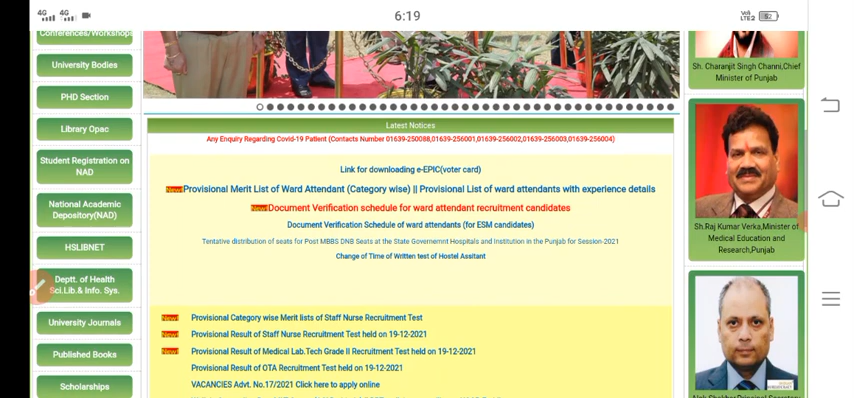 4G 4G
6:19
Conferences/Workshops
University Bodies
PHD Section
Library Opac
Student Registration on
NAD
National Academic
Depository(NAD)
HSLIBNET
Deptt. of Health
Sci.Lib.& Info. Sys.
University Journals
Published Books
Scholarships
Latest Notices
Any Enquiry Regarding Covid-19 Patient (Contacts Number 01639-250088,01639-256001,01639-256002,01639-256003,01639-256004)
Link for downloading e-EPIC(voter card)
New! Provisional Merit List of Ward Attendant (Category wise) || Provisional List of ward attendants with experience details
New! Document Verification schedule for ward attendant recruitment candidates
Document Verification Schedule of ward attendants (for ESM candidates)
Tentative distribution of seats for Post MBBS DNB Seats at the State Governemnt Hospitals and Institution in the Punjab for Session-2021
Change of Time of Written test of Hostel Assitant
New! Provisional Category wise Merit lists of Staff Nurse Recruitment Test
New! Provisional Result of Staff Nurse Recruitment Test held on 19-12-2021
New! Provisional Result of Medical Lab.Tech Grade II Recruitment Test held on 19-12-2021
Provisional Result of OTA Recruitment Test held on 19-12-2021
VACANCIES Advt. No.17/2021 Click here to apply online
Sh. Charanjit Singh Channi,Chief
Minister of Punjab
Sh.Raj Kumar Verka,Minister of
Medical Education and
Research,Punjab